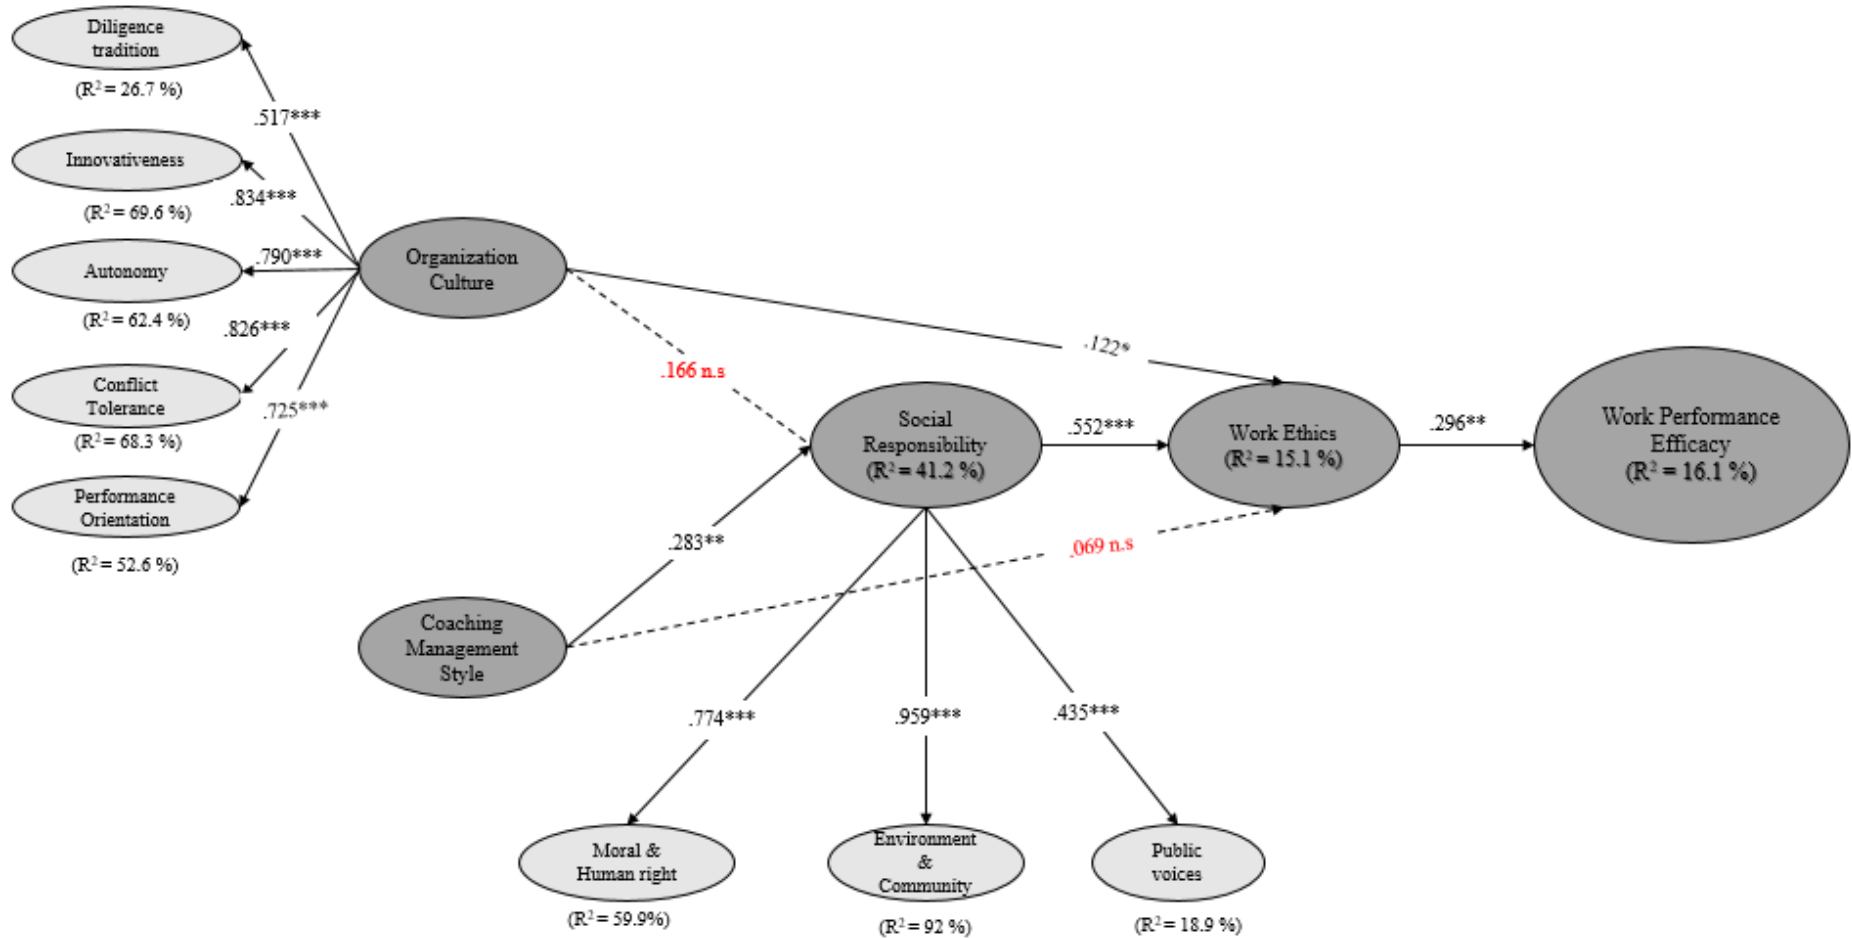 Diligence
tradition
(R² = 26.7 %)
.517***
Innovativeness
.834***
(R² = 69.6 %)
Autonomy
.790***
(R² = 62.4 %)
.826***
Conflict
Tolerance
(R² = 68.3 %)
.725***
Performance
Orientation
(R² = 52.6 %)
Organization
Culture
.166 n.s
.122*
Social
Responsibility
(R² = 41.2 %)
.552***
Work Ethics
(R² = 15.1 %)
.296**
Work Performance
Efficacy
(R² = 16.1 %)
.283**
.069 n.s
Coaching
Management
Style
.774***
.959***
.435***
Moral &
Human right
(R² = 59.9%)
Environment
&
Community
(R² = 92 %)
Public
voices
(R² = 18.9 %)